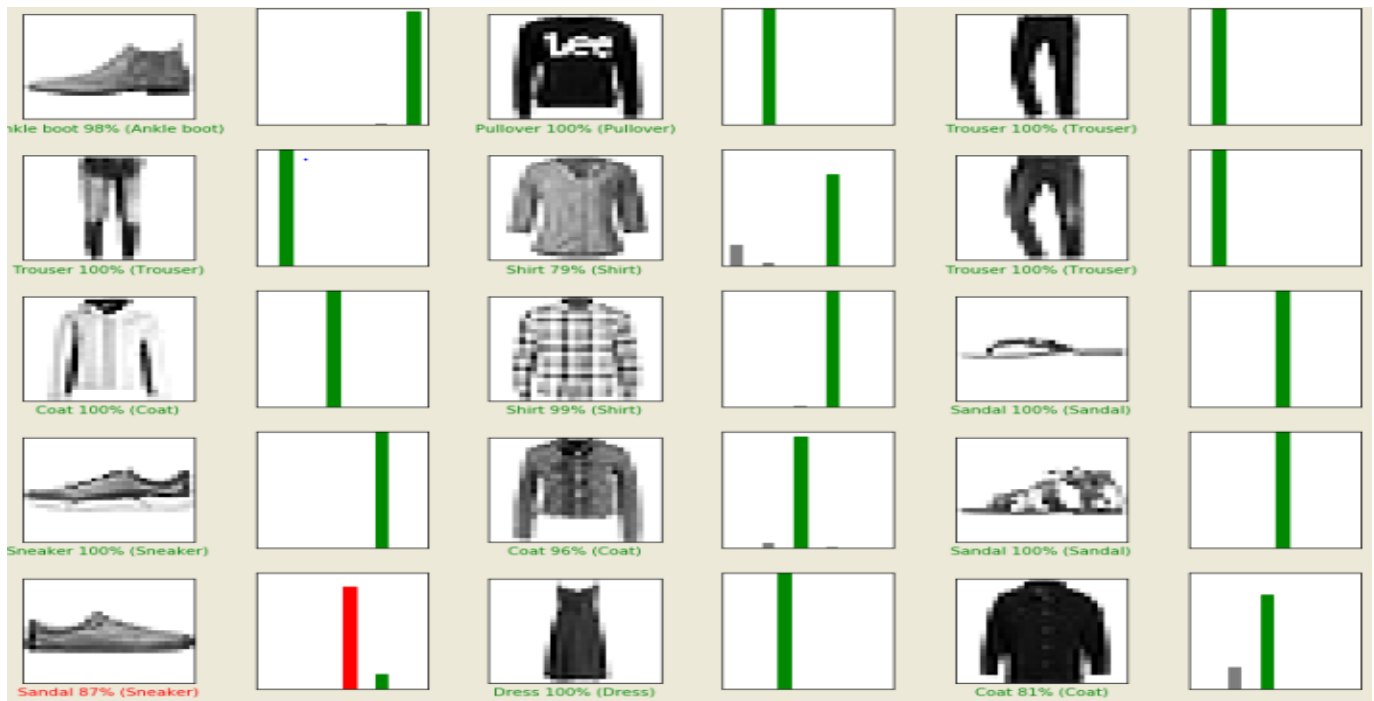 Lee
nkle boot 98% (Ankle boot)
Pullover 100% (Pullover)
Trouser 100% (Trouser)
Trouser 100% (Trouser)
Shirt 79% (Shirt)
Trouser 100% (Trouser)
Coat 100% (Coat)
Shirt 99% (Shirt)
Sandal 100% (Sandal)
Sneaker 100% (Sneaker)
Coat 96% (Coat)
Sandal 100% (Sandal)
Sandal 87% (Sneaker)
Dress 100% (Dress)
Coat 81% (Coat)